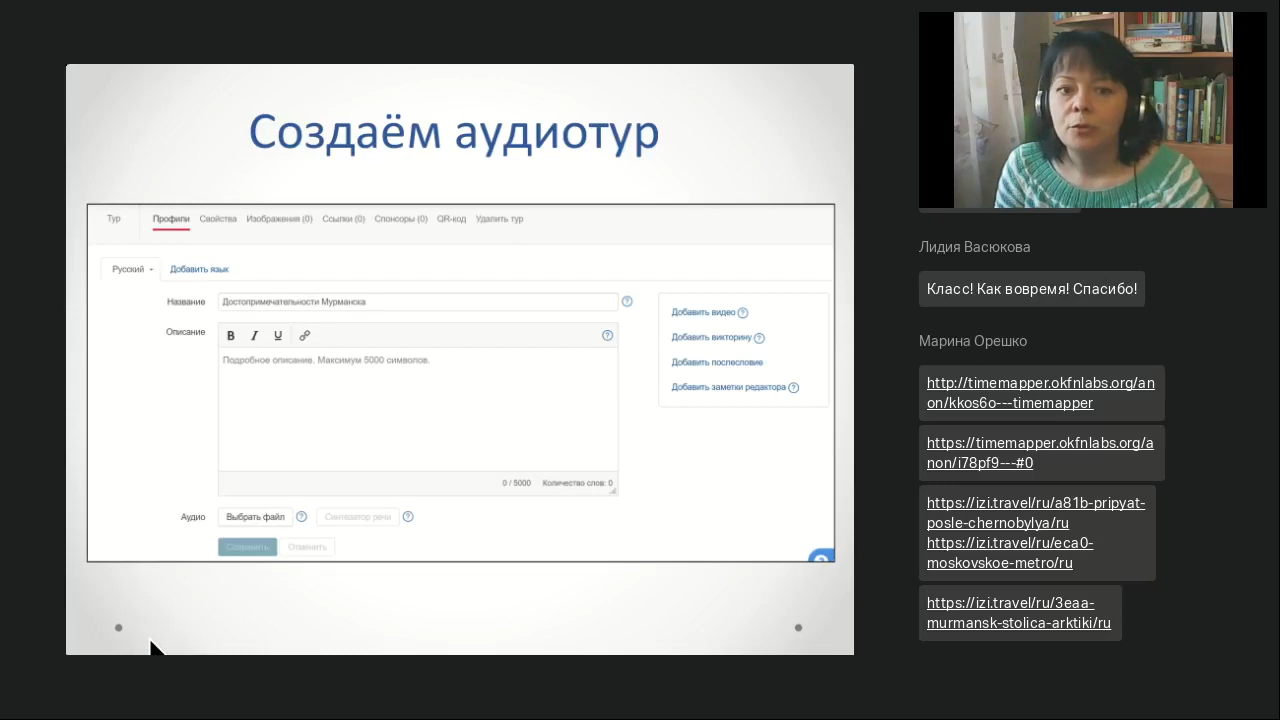 Создаём аудиотур
Тур Профили Свойства Изображения (0) Ссылки (0) Спонсоры (0) QR-код Удалить тур
Русский Добавить язык
Название Достопримечательности Мурманска ?
Описание B I U ?
Подробное описание. Максимум 5000 символов.
0 / 5000 Количество слов: 0
Добавить видео ?
Добавить викторину ?
Добавить послесловие
Добавить заметки редактора ?
Аудио Выбрать файл ? Синтезатор речи ?
Сохранить Отменить
Лидия Васюкова
Класс! Как вовремя! Спасибо!
Марина Орешко
http://timemapper.okfnlabs.org/an
on/kkos6o---timemapper
https://timemapper.okfnlabs.org/a
non/i78pf9---#0
https://izi.travel/ru/a81b-pripyat-
posle-chernobylya/ru
https://izi.travel/ru/eca0-
moskovskoe-metro/ru
https://izi.travel/ru/3eaa-
murmansk-stolica-arktiki/ru